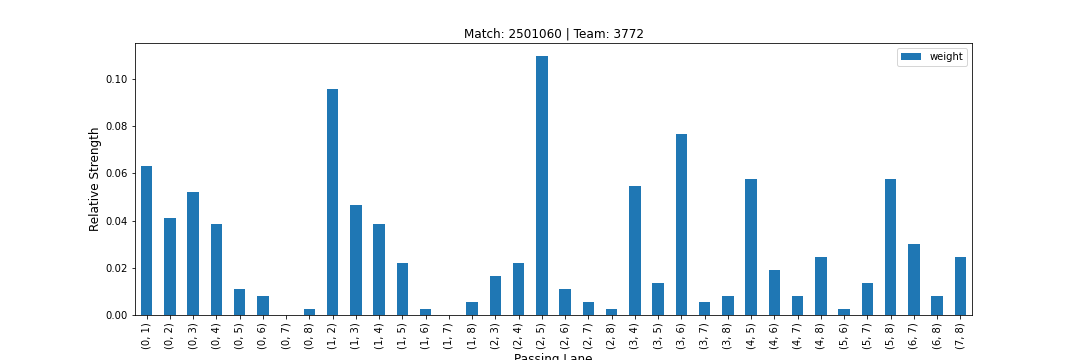 Match: 2501060 | Team: 3772
weight
Relative Strength
0.10
0.08
0.06
0.04
0.02
0.00
(0, 1) (0, 2) (0, 3) (0, 4) (0, 5) (0, 6) (0, 7) (0, 8) (1, 2) (1, 3) (1, 4) (1, 5) (1, 6) (1, 7) (1, 8) (2, 3) (2, 4) (2, 5) (2, 6) (2, 7) (2, 8) (3, 4) (3, 5) (3, 6) (3, 7) (3, 8) (4, 5) (4, 6) (4, 7) (4, 8) (5, 6) (5, 7) (5, 8) (6, 7) (6, 8) (7, 8)
Passing Lane